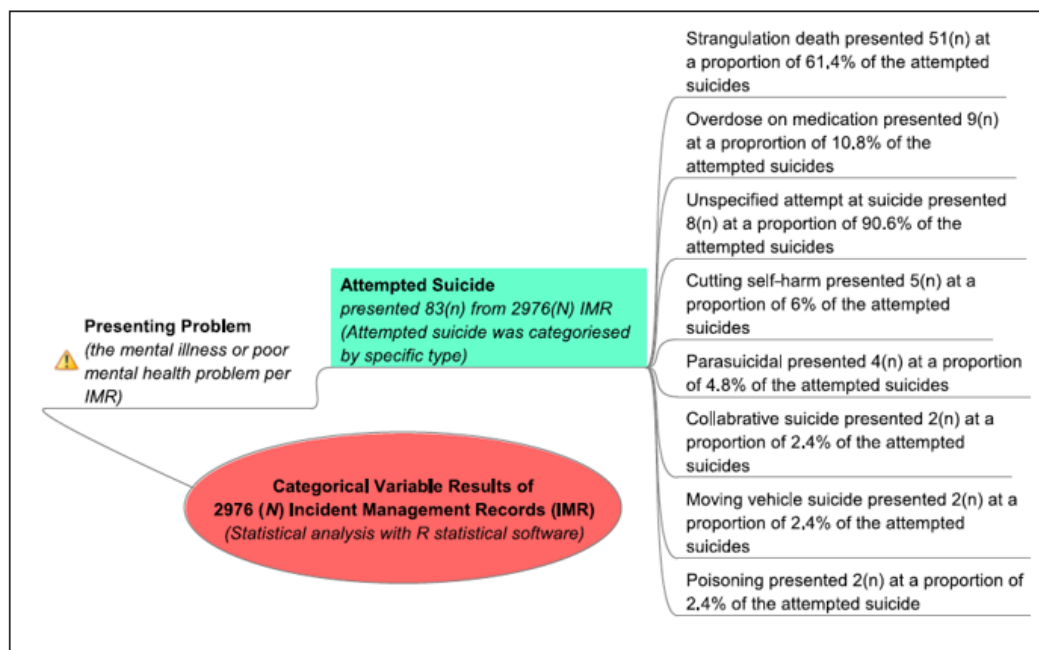 Strangulation death presented 51(n) at
a proportion of 61.4% of the attempted
suicides
Overdose on medication presented 9(n)
at a proprortion of 10.8% of the
attempted suicides
Unspecified attempt at suicide presented
8(n) at a proportion of 90.6% of the
attempted suicides
Cutting self-harm presented 5(n) at a
proportion of 6% of the attempted
suicides
Parasuicidal presented 4(n) at a proportion
of 4.8% of the attempted suicides
Collabrative suicide presented 2(n) at a
proportion of 2.4% of the attempted
suicides
Moving vehicle suicide presented 2(n) at a
proportion of 2.4% of the attempted
suicides
Poisoning presented 2(n) at a proportion of
2.4% of the attempted suicide
Attempted Suicide
presented 83(n) from 2976(N) IMR
(Attempted suicide was categoriesed
by specific type)
Presenting Problem
(the mental illness or poor
mental health problem per
IMR)
Categorical Variable Results of
2976 (N) Incident Management Records (IMR)
(Statistical analysis with R statistical software)